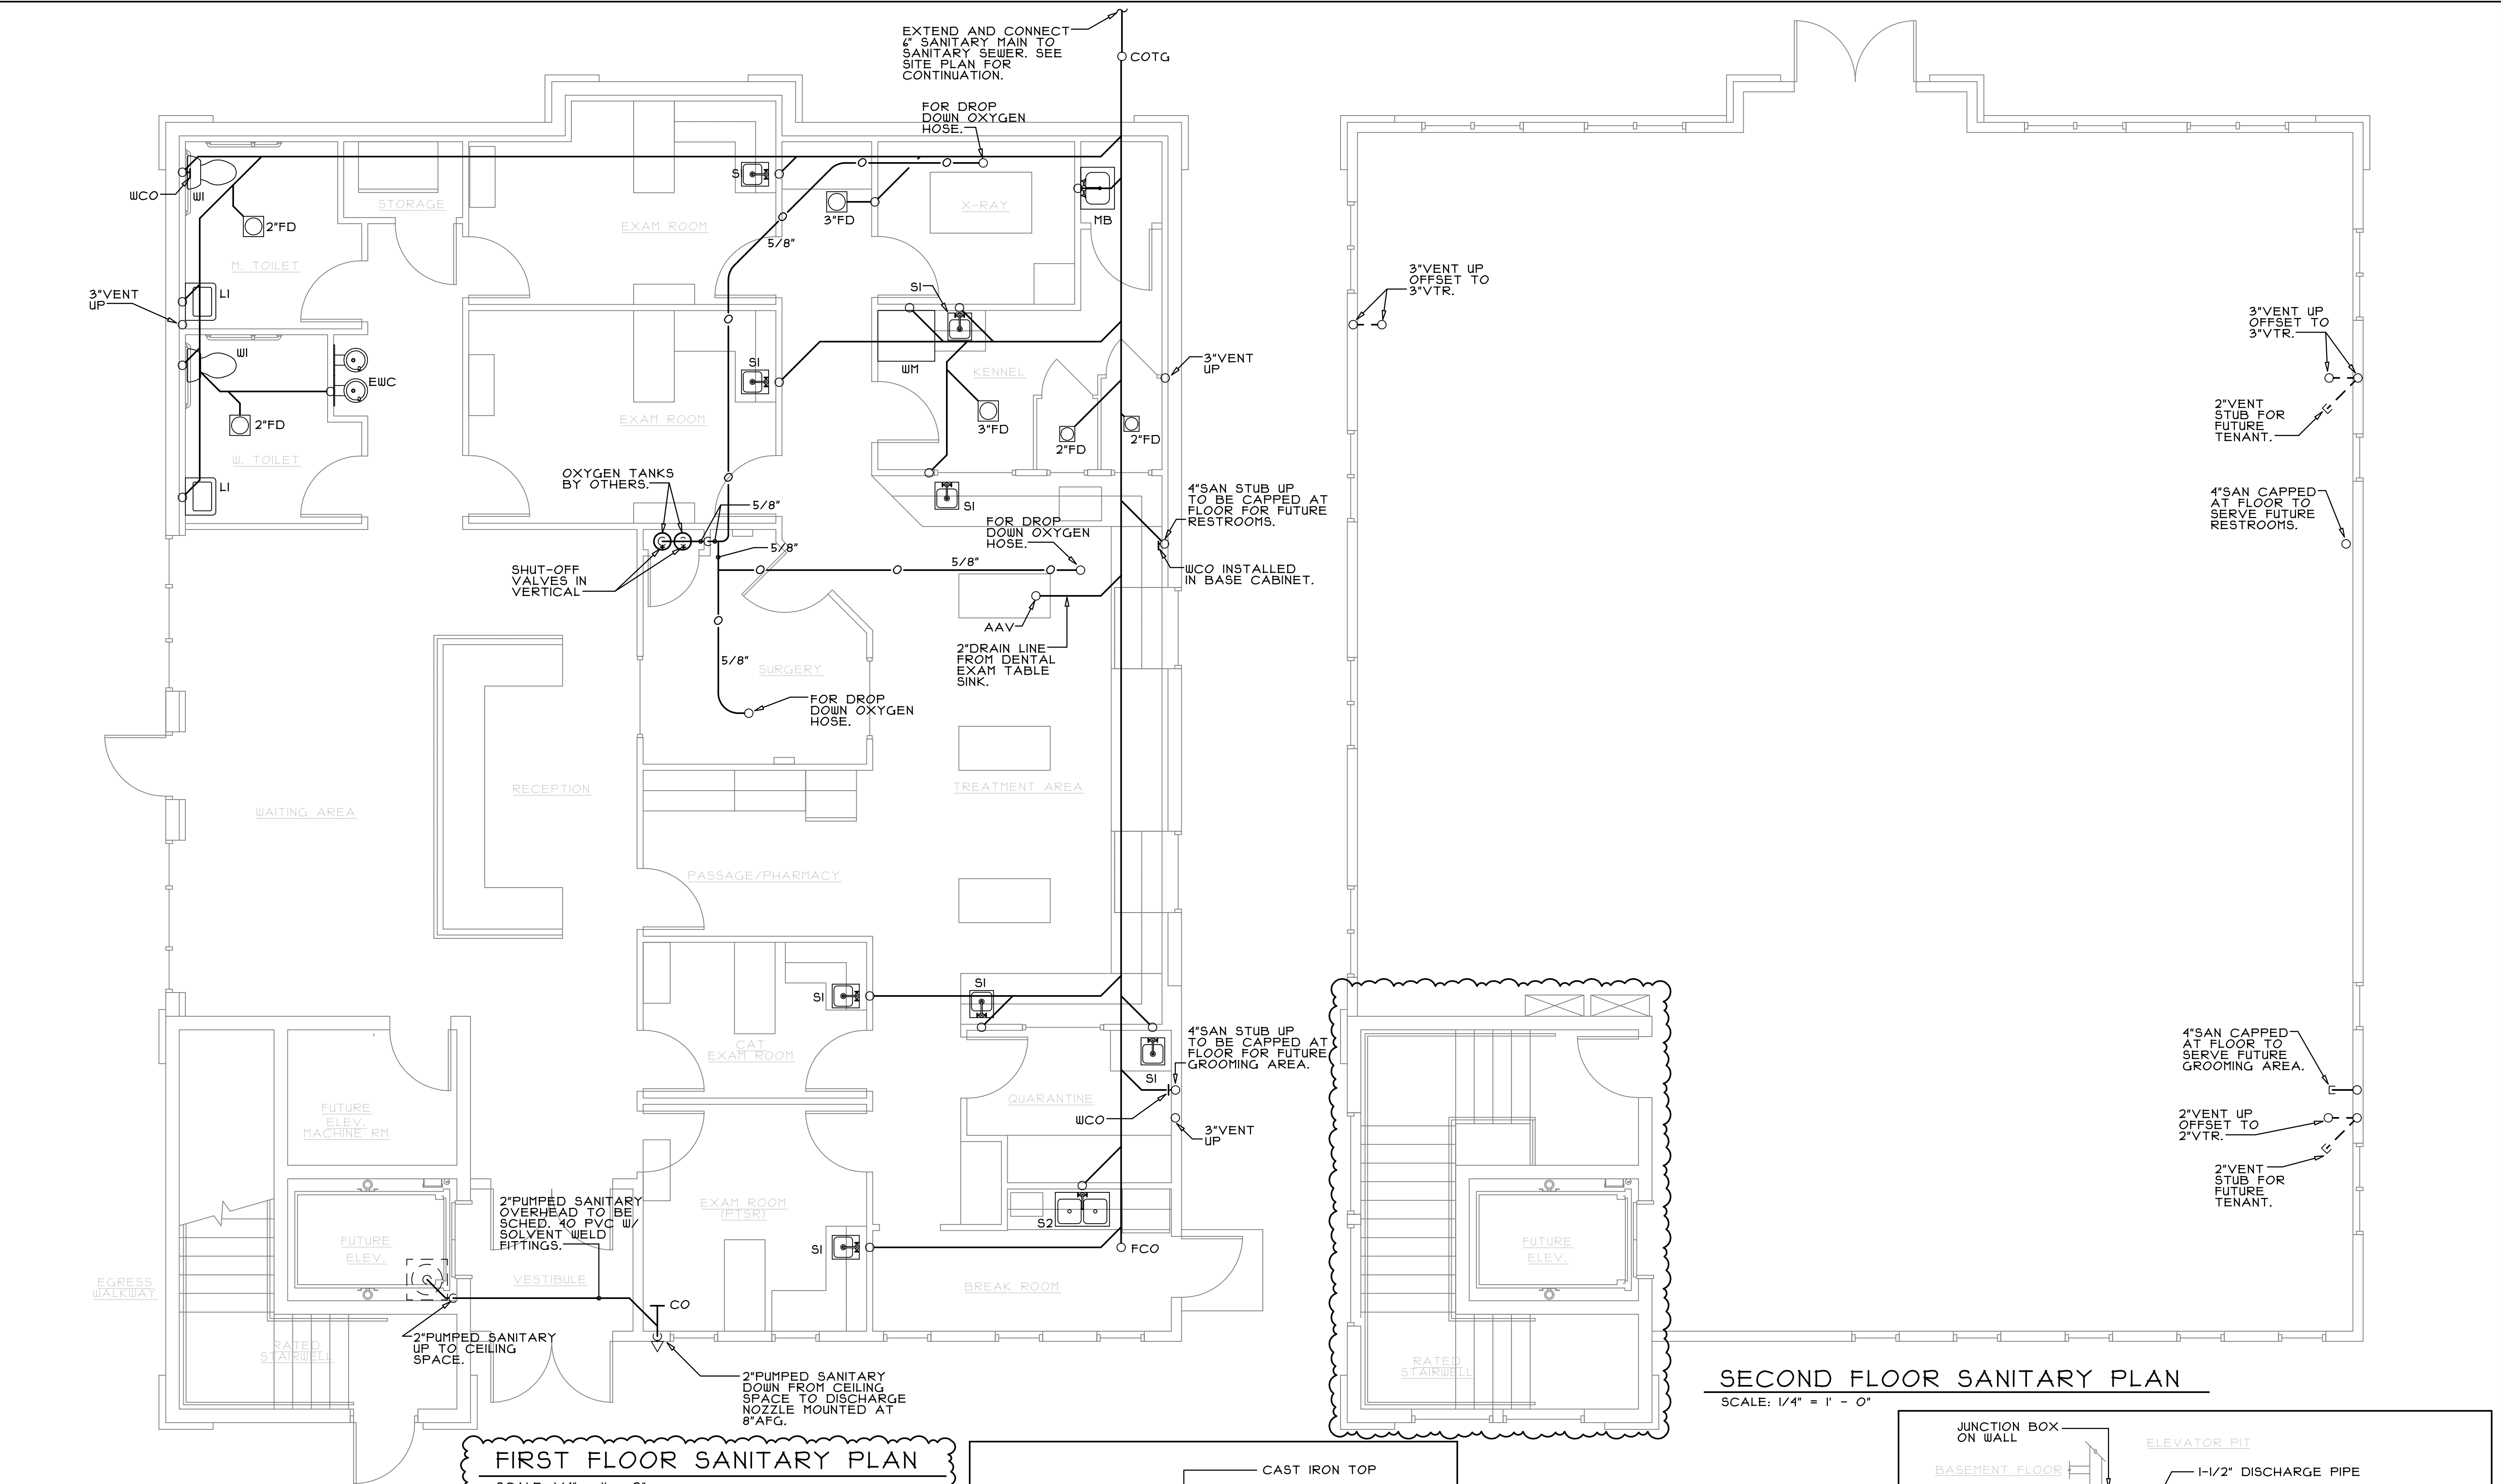 EXTEND AND CONNECT
6" SANITARY MAIN TO
SANITARY SEWER. SEE
SITE PLAN FOR
CONTINUATION.
COTG
FOR DROP
DOWN OXYGEN
HOSE.
WCO
W1
2"FD
STORAGE
M. TOILET
L1
3"VENT
UP
W1
EWC
2"FD
W. TOILET
L1
S1
EXAM ROOM
5/8"
3"FD
X-RAY
MB
S1
S1
EXAM ROOM
WM
KENNEL
3"FD
2"FD
2"FD
3"VENT
UP
S1
OXYGEN TANKS
BY OTHERS.
5/8"
5/8"
SHUT-OFF
VALVES IN
VERTICAL
FOR DROP
DOWN OXYGEN
HOSE.
5/8"
4"SAN STUB UP
TO BE CAPPED AT
FLOOR FOR FUTURE
RESTROOMS.
WCO INSTALLED
IN BASE CABINET.
AAV
2"DRAIN LINE
FROM DENTAL
EXAM TABLE
SINK.
5/8"
SURGERY
FOR DROP
DOWN OXYGEN
HOSE.
RECEPTION
WAITING AREA
TREATMENT AREA
PASSAGE/PHARMACY
S1
S1
CAT
EXAM ROOM
4"SAN STUB UP
TO BE CAPPED AT
FLOOR FOR FUTURE
GROOMING AREA.
S1
QUARANTINE
WCO
3"VENT
UP
FUTURE
ELEV.
MACHINE RM
2"PUMPED SANITARY
OVERHEAD TO BE
SCHED. 40 PVC W/
SOLVENT WELD
FITTINGS.
EXAM ROOM
(PTSR)
S2
S1
FCO
FUTURE
ELEV.
EGRESS
WALKWAY
VESTIBULE
BREAK ROOM
CO
2"PUMPED SANITARY
UP TO CEILING
SPACE.
RATED
STAIRWELL
2"PUMPED SANITARY
DOWN FROM CEILING
SPACE TO DISCHARGE
NOZZLE MOUNTED AT
8"AFG.
FIRST FLOOR SANITARY PLAN
CAST IRON TOP
3"VENT UP
OFFSET TO
3"VTR.
3"VENT UP
OFFSET TO
3"VTR.
2"VENT
STUB FOR
FUTURE
TENANT.
4"SAN CAPPED
AT FLOOR TO
SERVE FUTURE
RESTROOMS.
4"SAN CAPPED
AT FLOOR TO
SERVE FUTURE
GROOMING AREA.
2"VENT UP
OFFSET TO
2"VTR.
2"VENT
STUB FOR
FUTURE
TENANT.
FUTURE
ELEV.
RATED
STAIRWELL
SECOND FLOOR SANITARY PLAN
SCALE: 1/4" = 1' - 0"
JUNCTION BOX
ON WALL
ELEVATOR PIT
BASEMENT FLOOR
1-1/2" DISCHARGE PIPE